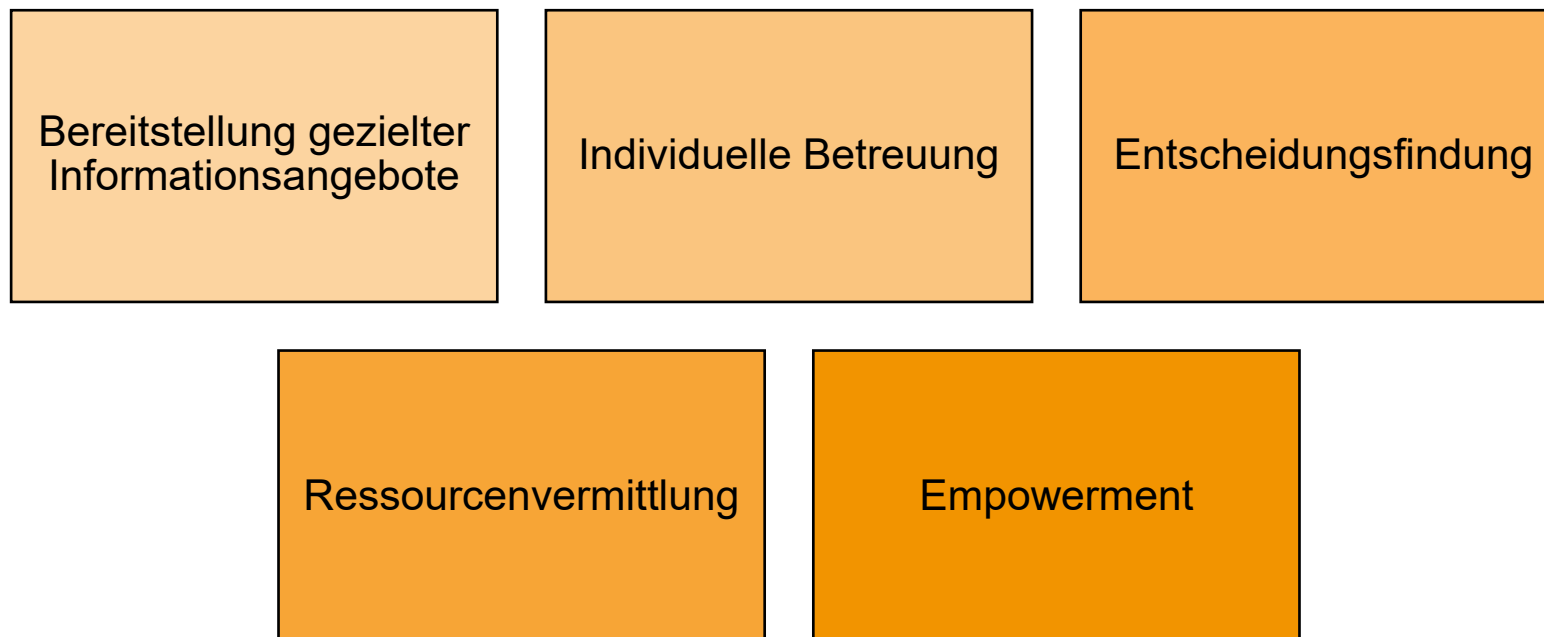 Bereitstellung gezielter
Informationsangebote
Individuelle Betreuung
Entscheidungsfindung
Ressourcenvermittlung
Empowerment